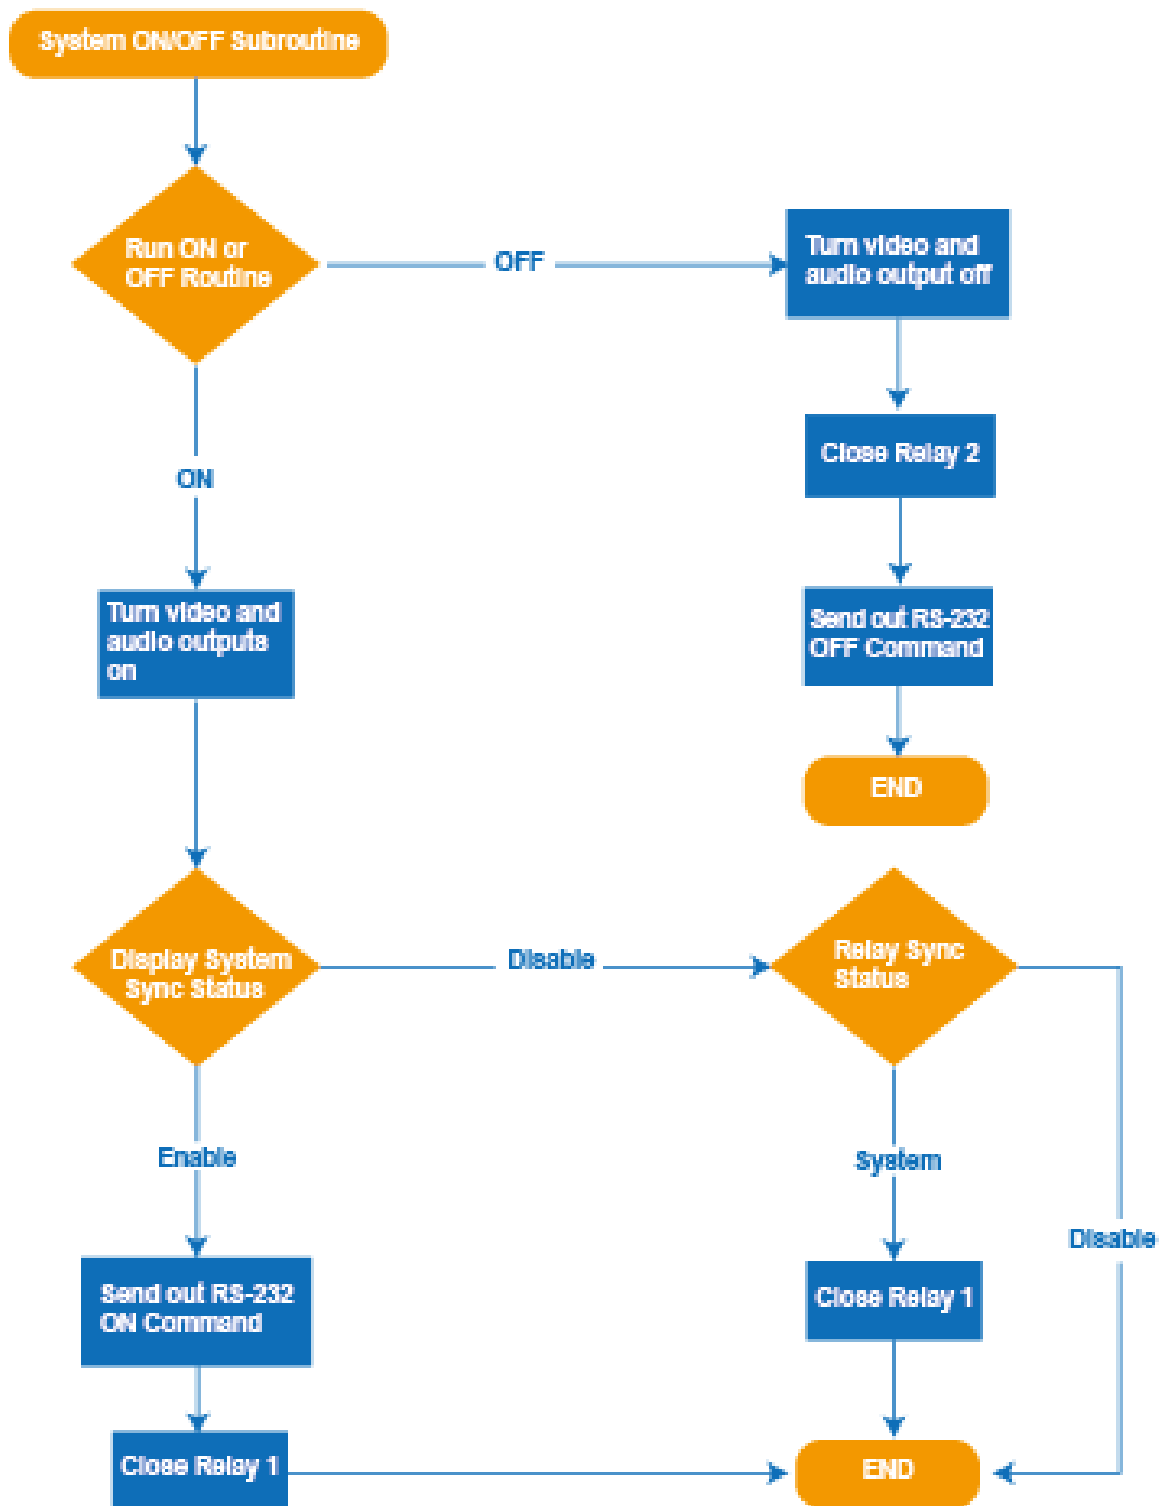 System ON/OFF Subroutine
Run ON or
OFF Routine
OFF
Turn video and
audio output off
Close Relay 2
ON
Send out RS-232
OFF Command
Turn video and
audio outputs
on
END
Display System
Sync Status
Disable
Relay Sync
Status
Enable
System
Disable
Send out RS-232
ON Command
Close Relay 1
Close Relay 1
END